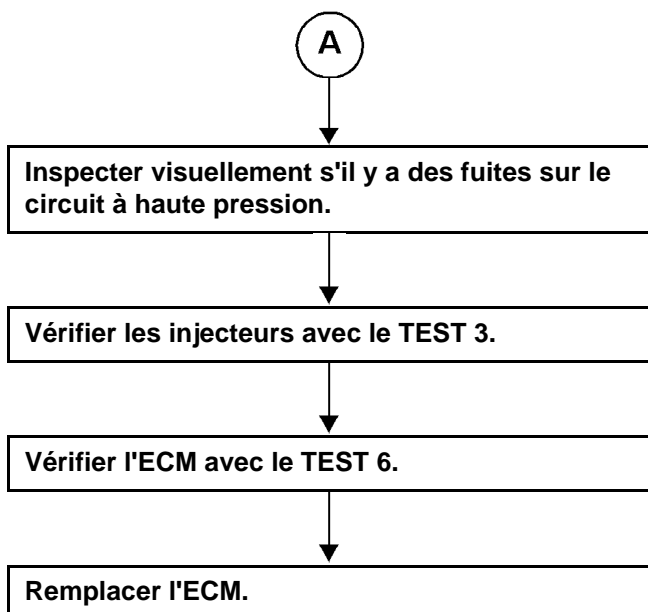 A
Inspecter visuellement s'il y a des fuites sur le
circuit à haute pression.
Vérifier les injecteurs avec le TEST 3.
Vérifier l'ECM avec le TEST 6.
Remplacer l'ECM.